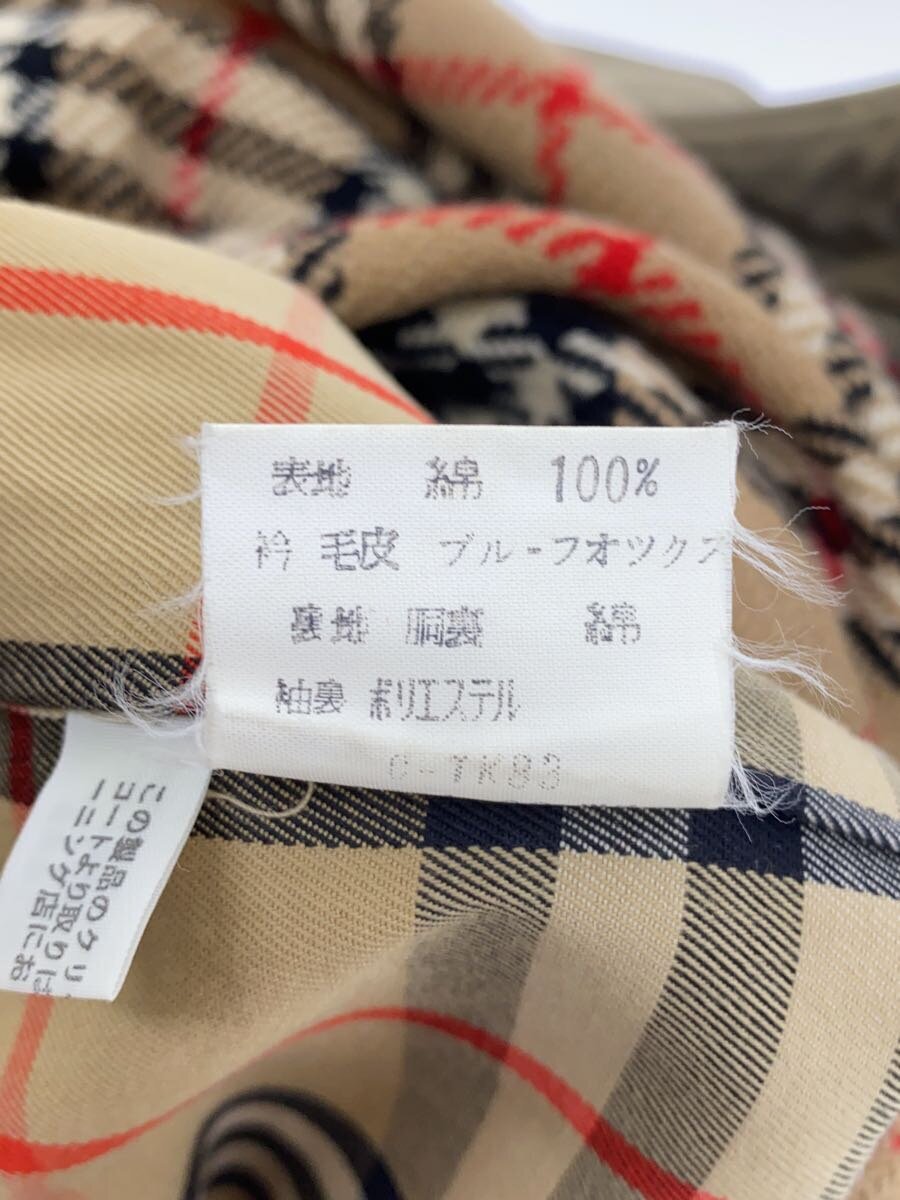 表地 綿 100%
衿 毛皮 ブルーフオツクス
裏地 胴裏 綿
袖裏 ポリエステル
C-TK83
この製品のクリ
コートより取りは
ーニング店にお